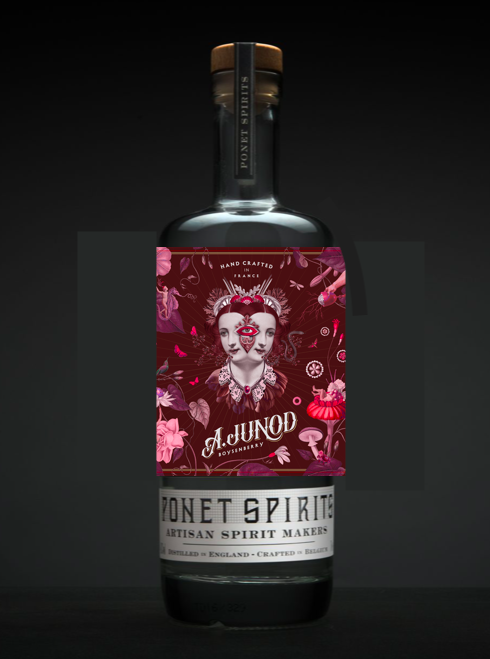 PONET SPIRITS
HAND CRAFTED
IN
FRANCE
A.JUNOD
BOYSENBERRY
PONET SPIRITS
ARTISAN SPIRIT MAKERS
DISTILLED IN ENGLAND - CRAFTED IN BELGIUM